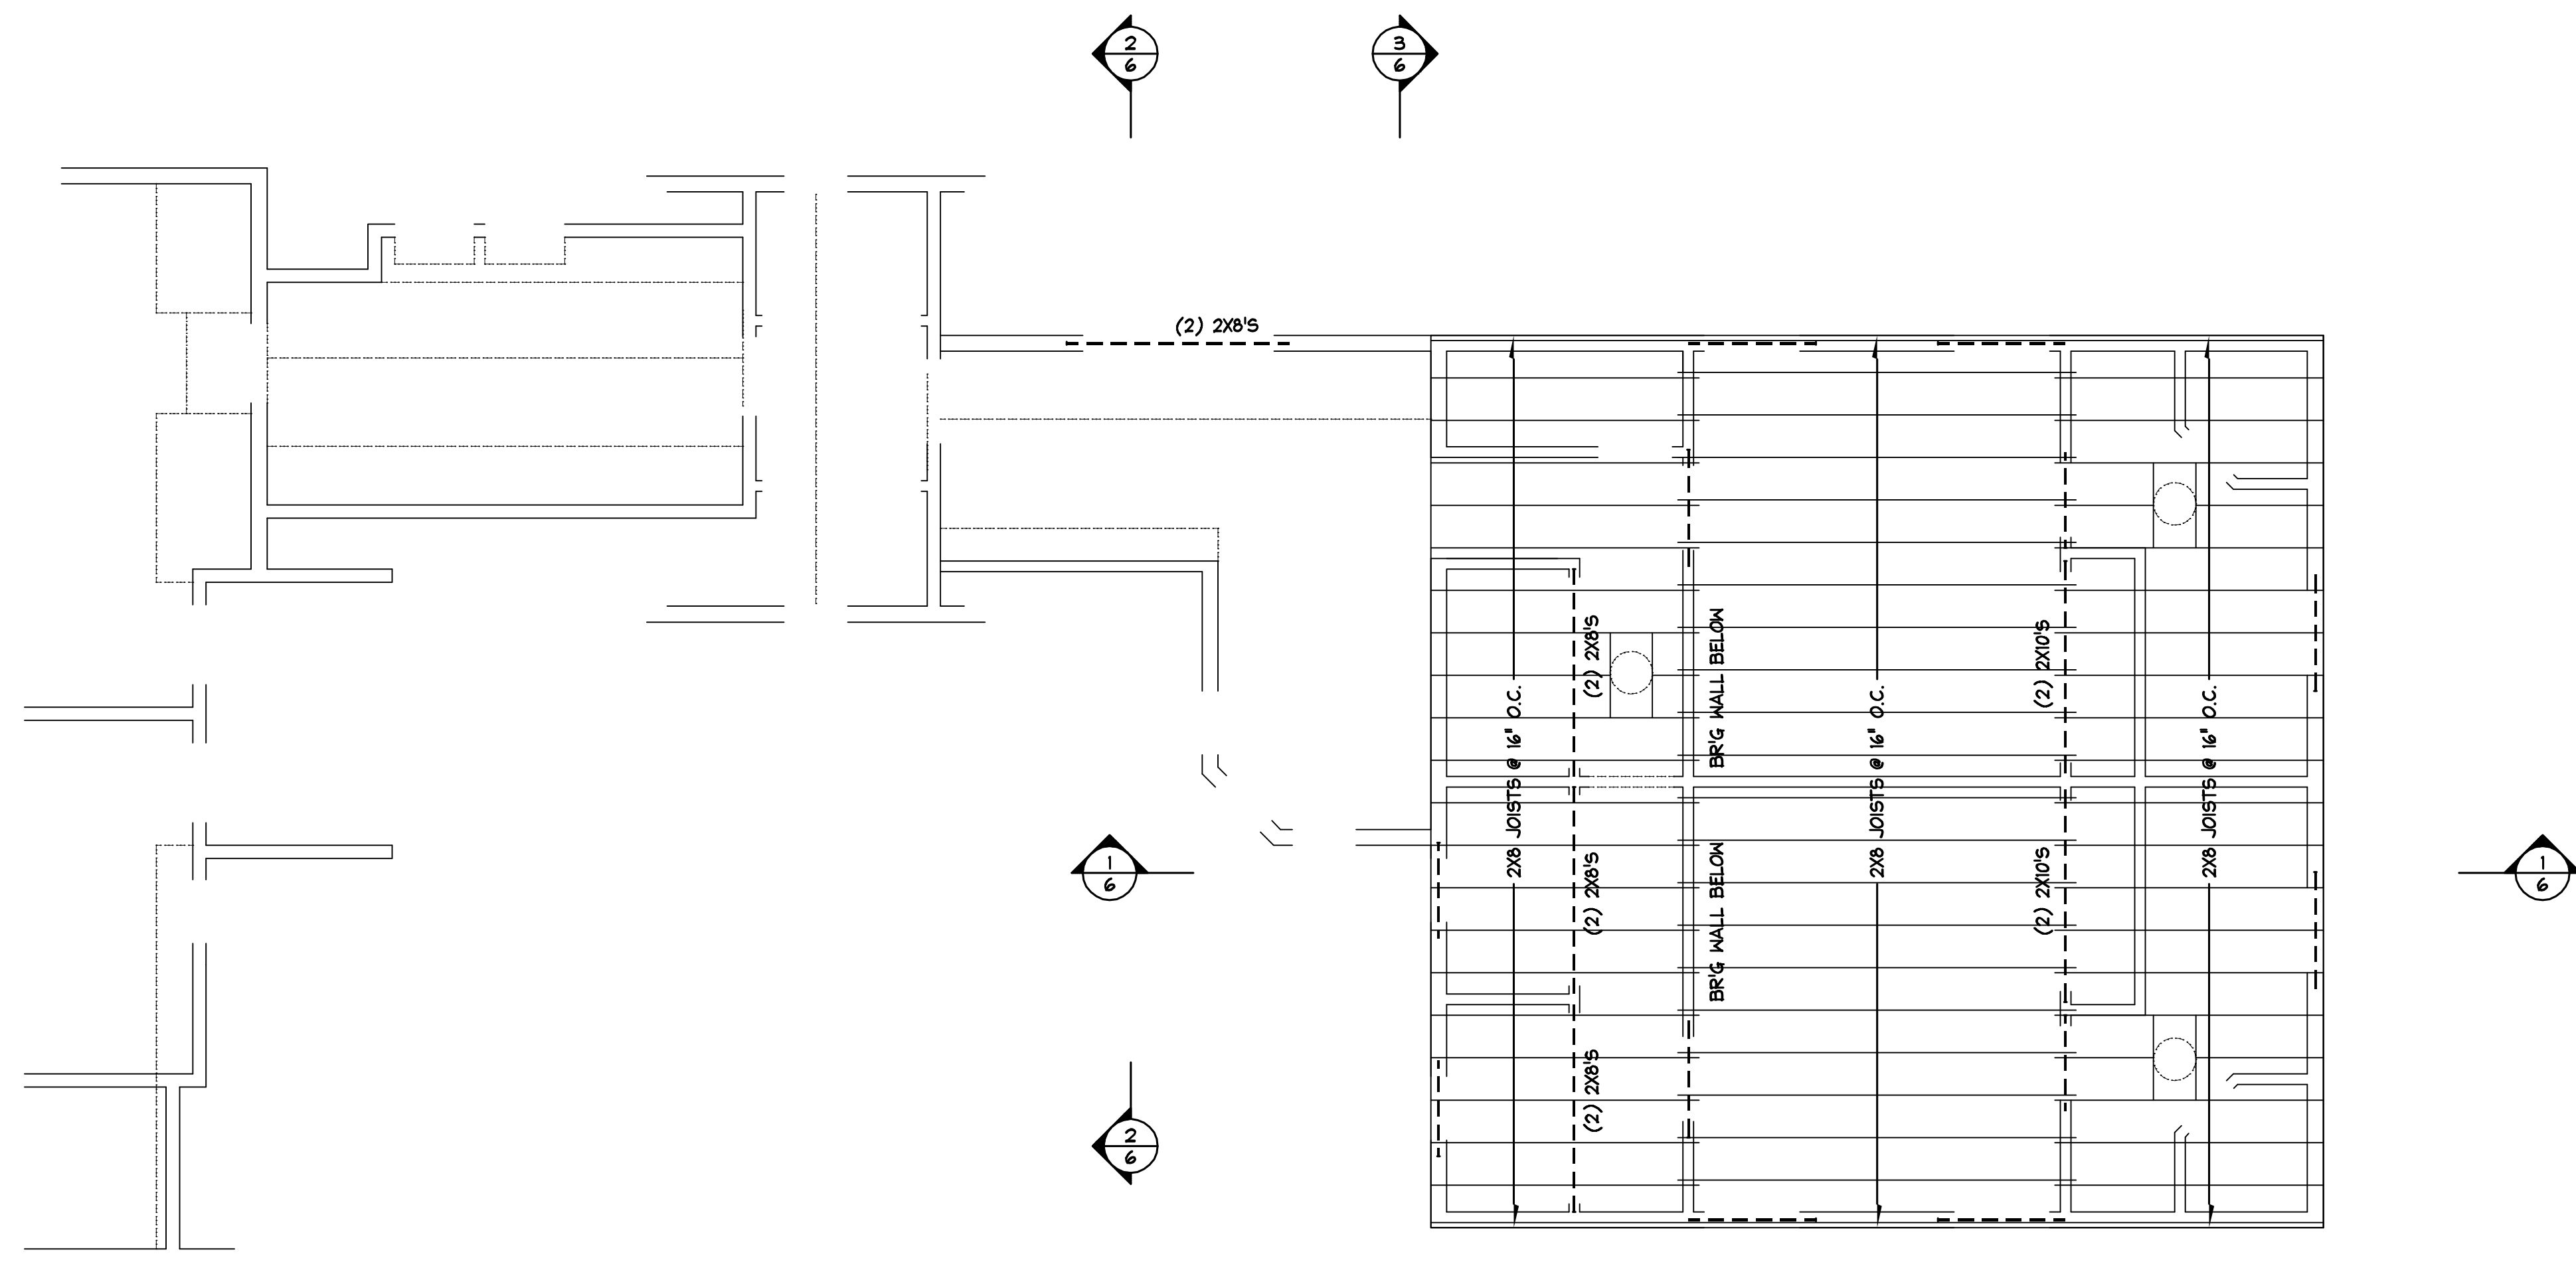 2
6
3
6
(2) 2X8'S
(2) 2X8'S
BR'G WALL BELOW
(2) 2X10'S
2X8 JOISTS @ 16" O.C.
2X8 JOISTS @ 16" O.C.
2X8 JOISTS @ 16" O.C.
(2) 2X8'S
BR'G WALL BELOW
(2) 2X10'S
1
6
1
6
(2) 2X8'S
2
6